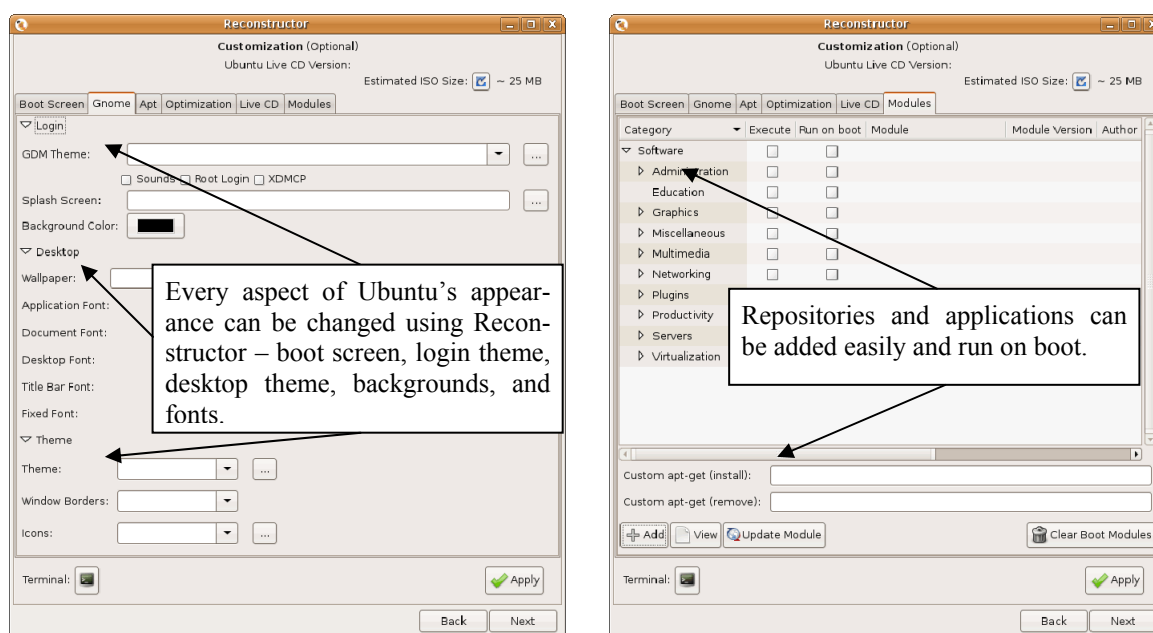 Reconstructor
Customization (Optional)
Ubuntu Live CD Version:
Estimated ISO Size: ~ 25 MB
Boot Screen Gnome Apt Optimization Live CD Modules
Login
GDM Theme: ...
Sounds Root Login XDMCP
Splash Screen: ...
Background Color:
Desktop
Wallpaper:
Application Font:
Document Font:
Desktop Font:
Title Bar Font:
Fixed Font:
Every aspect of Ubuntu’s appear-
ance can be changed using Recon-
structor – boot screen, login theme,
desktop theme, backgrounds, and
fonts.
Theme
Theme: ...
Window Borders:
Icons: ...
Terminal: Apply
Back Next
Reconstructor
Customization (Optional)
Ubuntu Live CD Version:
Estimated ISO Size: ~ 25 MB
Boot Screen Gnome Apt Optimization Live CD Modules
Category Execute Run on boot Module Module Version Author
Software
Administration
Education
Graphics
Miscellaneous
Multimedia
Networking
Plugins
Productivity
Servers
Virtualization
Repositories and applications can
be added easily and run on boot.
Custom apt-get (install):
Custom apt-get (remove):
Add View Update Module Clear Boot Modules
Terminal: Apply
Back Next